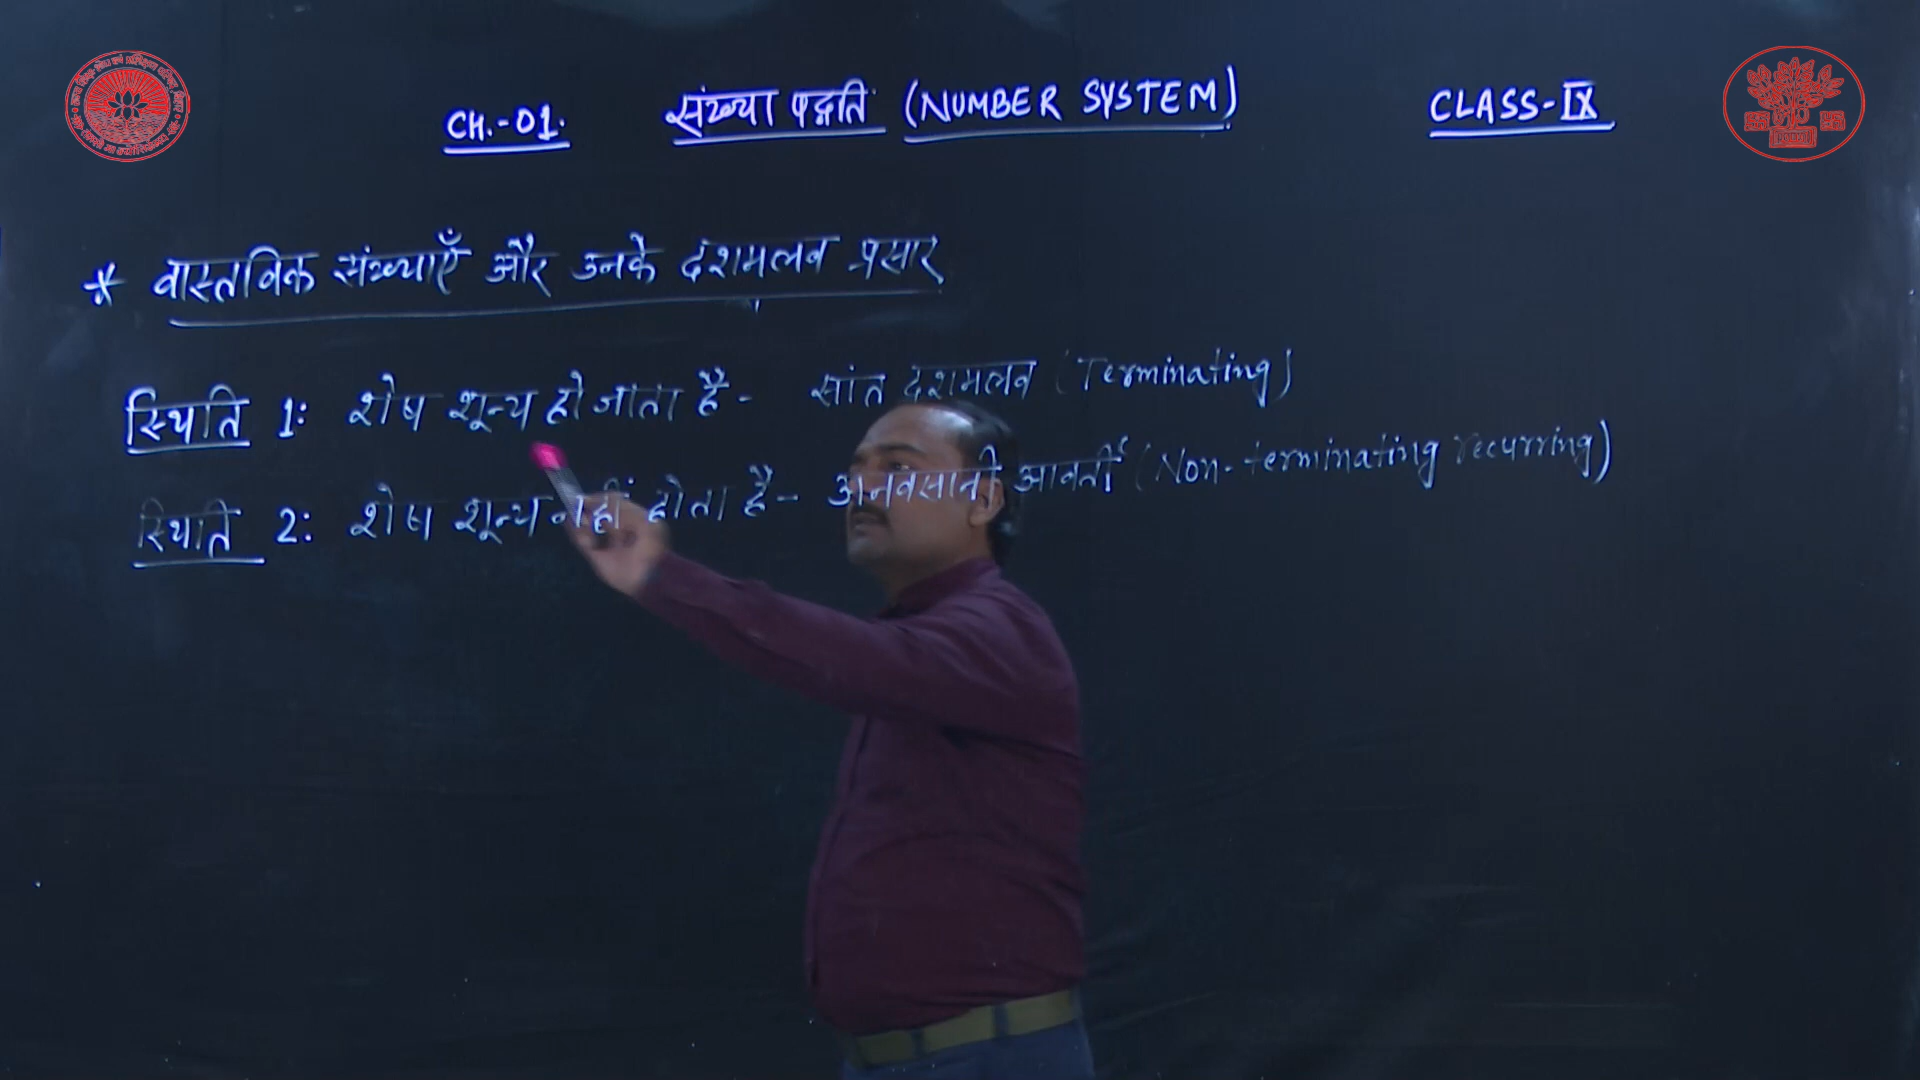 CH.-01. संख्या पद्धति (NUMBER SYSTEM) CLASS-IX
* वास्तविक संख्याएँ और उनके दशमलव प्रसार
स्थिति 1: शेष शून्य हो जाता है - सांत दशमलव (Terminating)
स्थिति 2: शेष शून्य नहीं होता है - अनवसानी आवर्ती (Non-terminating recurring)